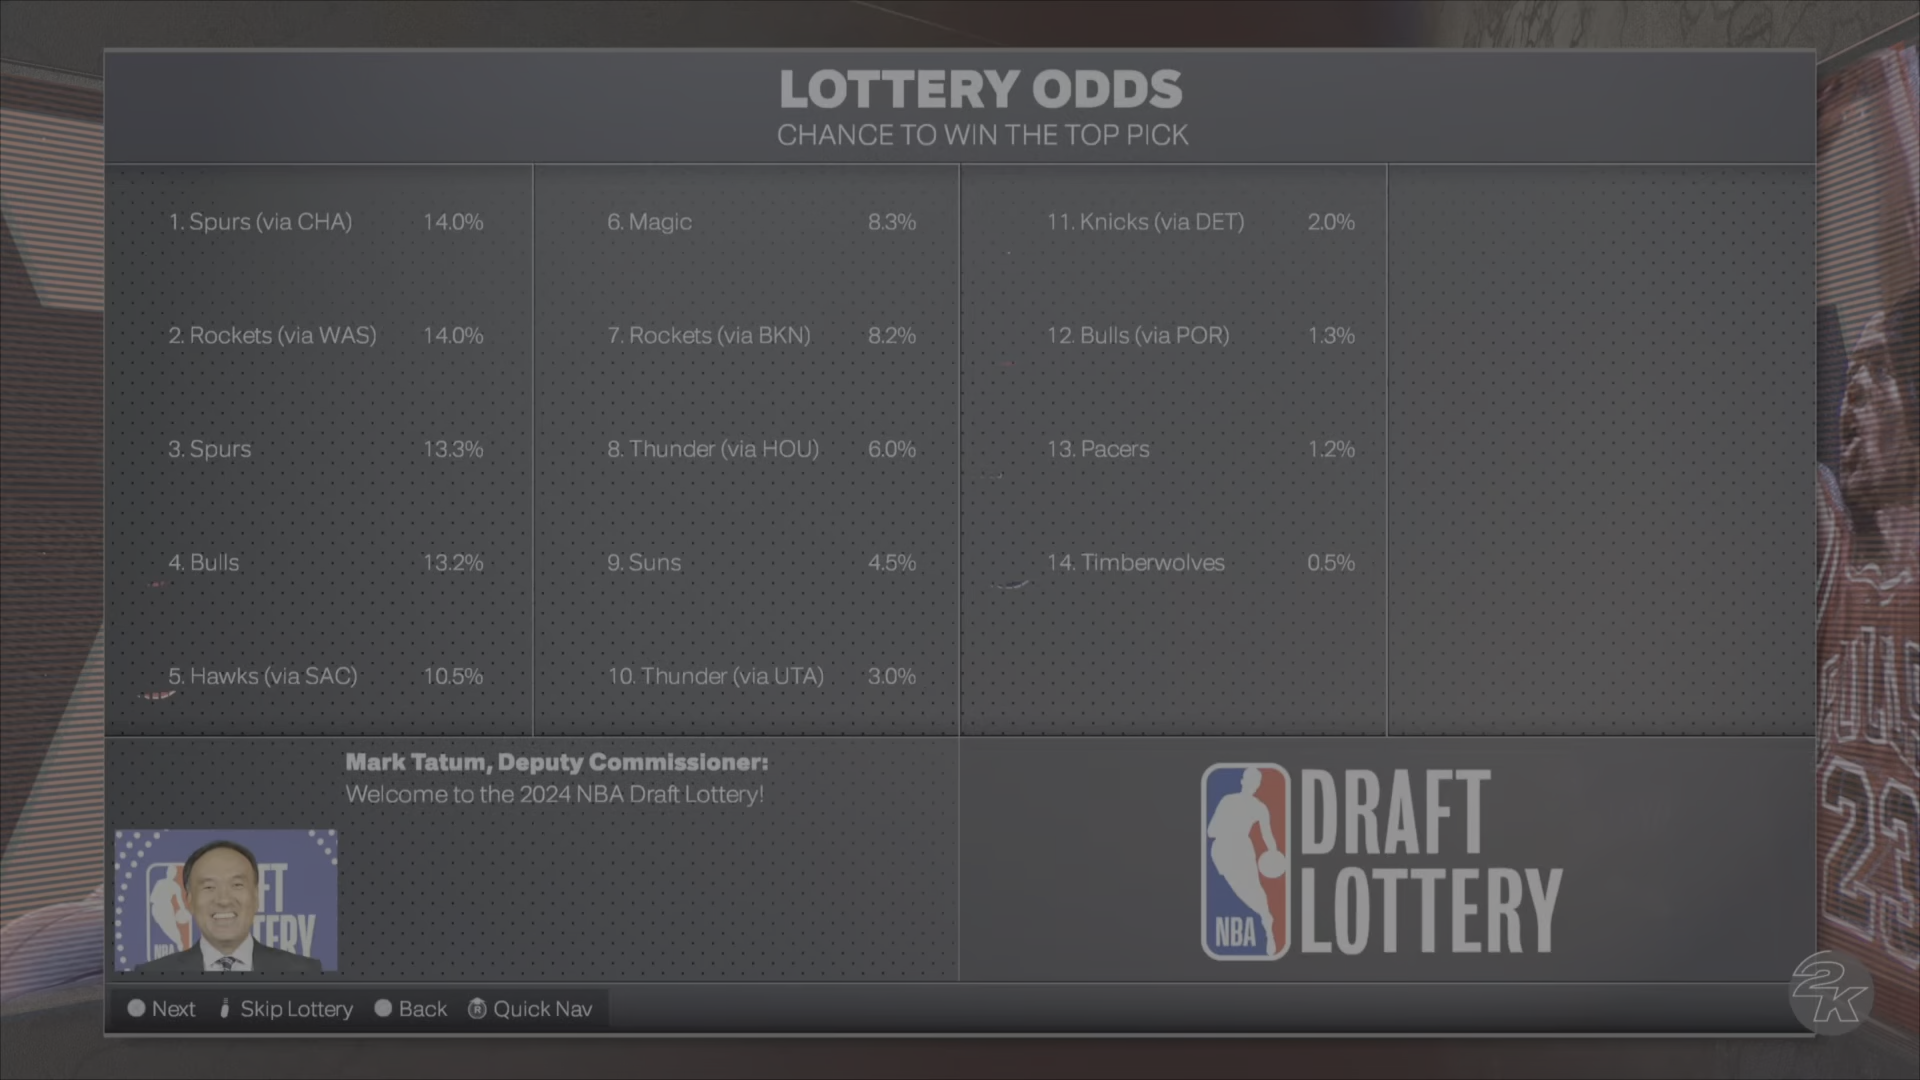 LOTTERY ODDS
CHANCE TO WIN THE TOP PICK
1. Spurs (via CHA) 14.0%
2. Rockets (via WAS) 14.0%
3. Spurs 13.3%
4. Bulls 13.2%
5. Hawks (via SAC) 10.5%
6. Magic 8.3%
7. Rockets (via BKN) 8.2%
8. Thunder (via HOU) 6.0%
9. Suns 4.5%
10. Thunder (via UTA) 3.0%
11. Knicks (via DET) 2.0%
12. Bulls (via POR) 1.3%
13. Pacers 1.2%
14. Timberwolves 0.5%
Mark Tatum, Deputy Commissioner:
Welcome to the 2024 NBA Draft Lottery!
NBA
DRAFT
LOTTERY
Next Skip Lottery Back R Quick Nav
2K
23